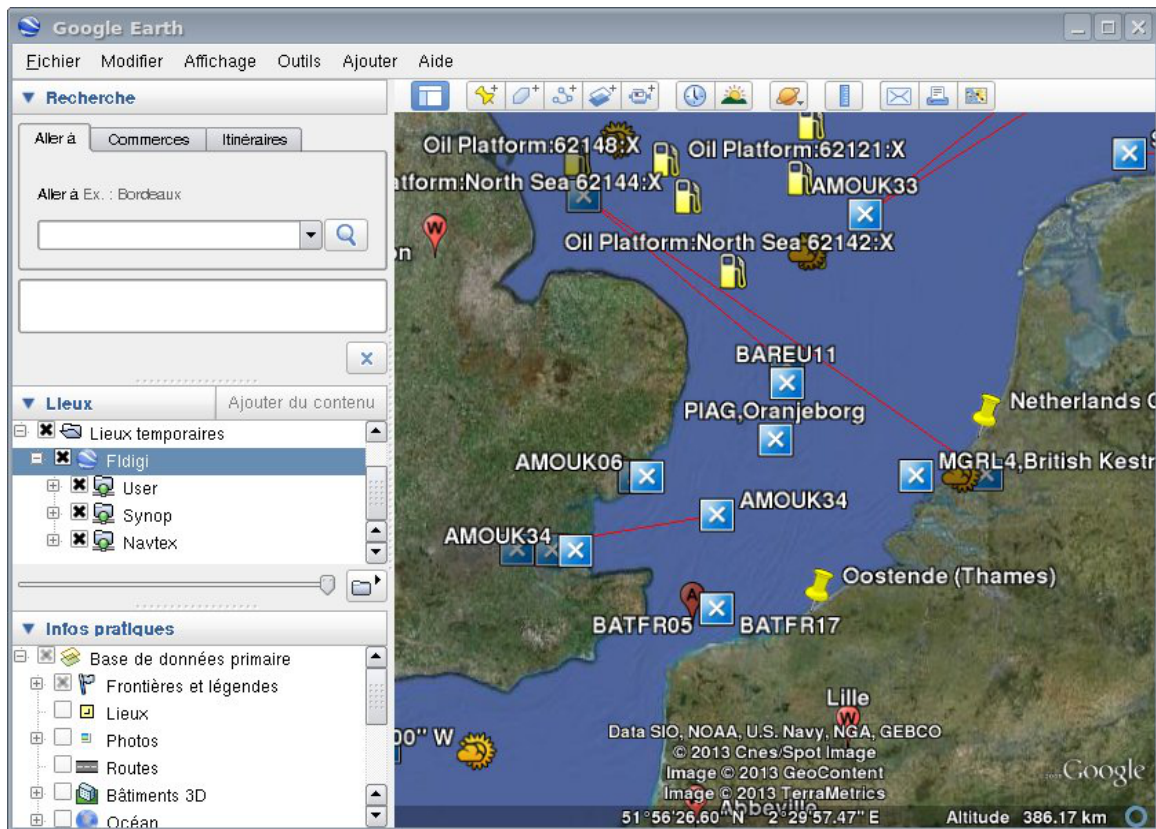 Google Earth
Fichier Modifier Affichage Outils Ajouter Aide
Recherche
Aller à Commerces Itinéraires
Aller à Ex. : Bordeaux
Lieux Ajouter du contenu
Lieux temporaires
Fldigi
User
Synop
Navtex
Infos pratiques
Base de données primaire
Frontières et légendes
Lieux
Photos
Routes
Bâtiments 3D
Océan
Oil Platform:62148:X
Oil Platform:62121:X
atform:North Sea 62144:X
AMOUK33
W
on
Oil Platform:North Sea 62142:X
BAREU11
Netherlands C
PIAG,Oranjeborg
AMOUK06
MGRL4,British Kestr
AMOUK34
AMOUK34
Oostende (Thames)
A
BATFR05
BATFR17
Lille
W
00" W
Data SIO, NOAA, U.S. Navy, NGA, GEBCO
© 2013 Cnes/Spot Image
Image © 2013 GeoContent
Image © 2013 TerraMetrics
Google
Abbeville
51°56'26.60" N 2°29'57.47" E Altitude 386.17 km